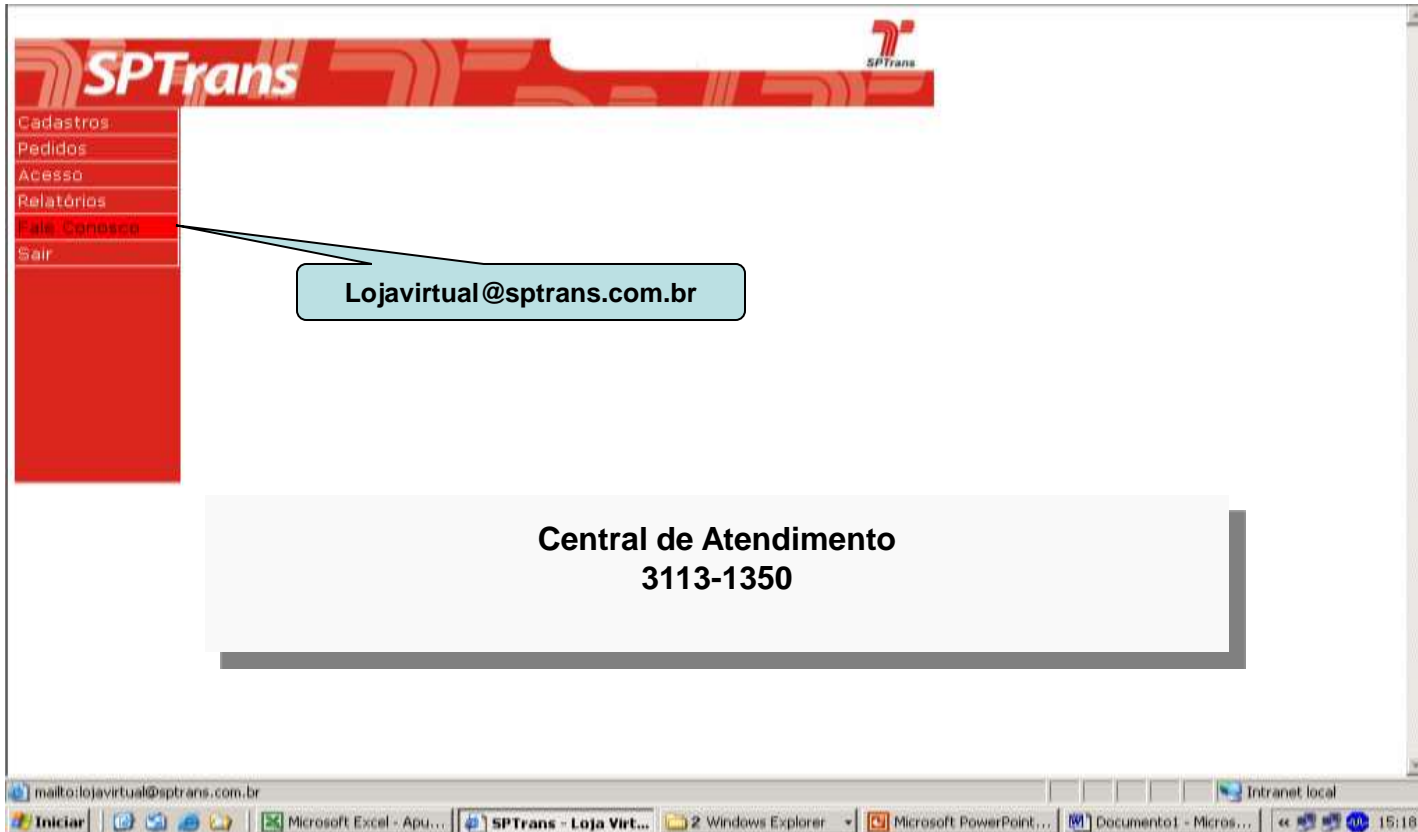 SPTrans
SPTrans
Cadastros
Pedidos
Acesso
Relatórios
Fale Conosco
Sair
Lojavirtual@sptrans.com.br
Central de Atendimento
3113-1350
mailto:lojavirtual@sptrans.com.br
Intranet local
Iniciar
Microsoft Excel - Apu...
SPTrans - Loja Virt...
2 Windows Explorer
Microsoft PowerPoint...
Documento1 - Micros...
15:18